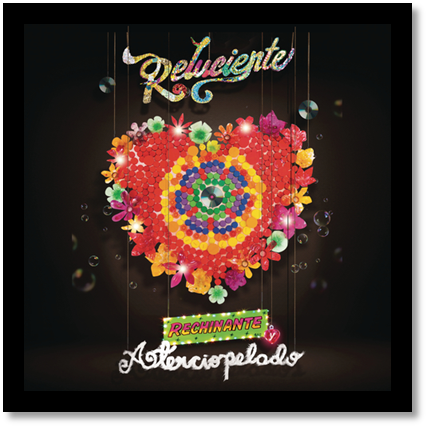 Reluciente
RECHINANTE y
Aterciopelado